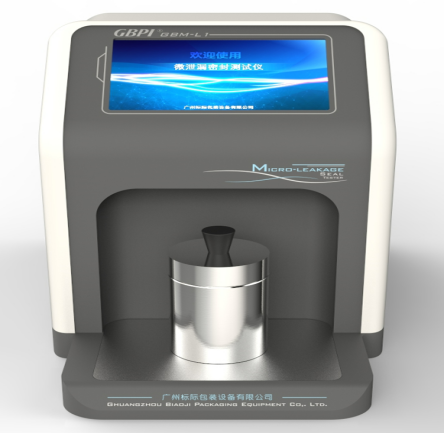 GBPI® GBM-L1
欢迎使用
微泄漏密封测试仪
广州标际包装设备有限公司
MICRO-LEAKAGE
SEAL
TESTER
广州标际包装设备有限公司
GHUANGZHOU BIAOJI PACKAGING EQUIPMENT CO,. LTD.